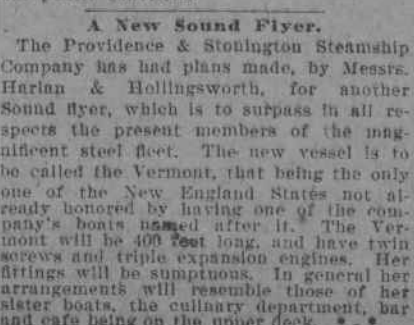 A New Sound Flyer.
The Providence & Stonington Steamship
Company has had plans made, by Messrs.
Harlan & Hollingsworth, for another
Sound flyer, which is to surpass in all re-
spects the present members of the mag-
nificent steel fleet. The new vessel is to
be called the Vermont, that being the only
one of the New England States not al-
ready honored by having one of the com-
pany's boats named after it. The Ver-
mont will be 400 feet long, and have twin
screws and triple expansion engines. Her
fittings will be sumptuous. In general her
arrangements will resemble those of her
sister boats, the culinary department, bar
and cafe being on the upper deck.